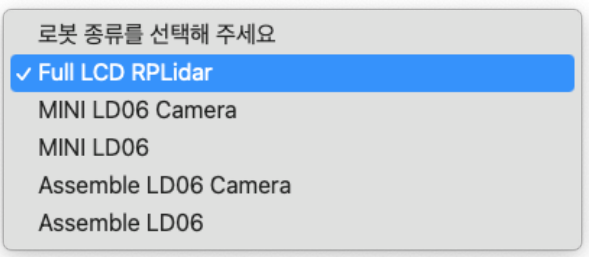 로봇 종류를 선택해 주세요
✓ Full LCD RPLidar
MINI LD06 Camera
MINI LD06
Assemble LD06 Camera
Assemble LD06